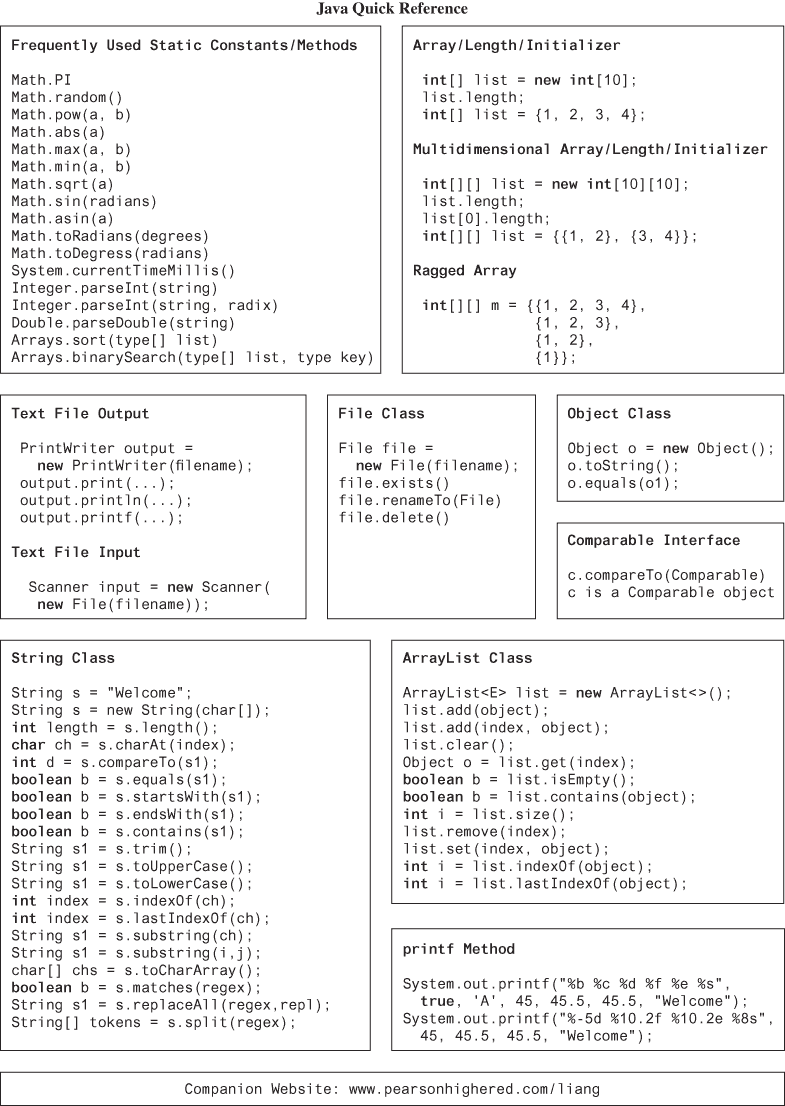 Java Quick Reference
Frequently Used Static Constants/Methods
Math.PI
Math.random()
Math.pow(a, b)
Math.abs(a)
Math.max(a, b)
Math.min(a, b)
Math.sqrt(a)
Math.sin(radians)
Math.asin(a)
Math.toRadians(degrees)
Math.toDegress(radians)
System.currentTimeMillis()
Integer.parseInt(string)
Integer.parseInt(string, radix)
Double.parseDouble(string)
Arrays.sort(type[] list)
Arrays.binarySearch(type[] list, type key)
Array/Length/Initializer
int[] list = new int[10];
list.length;
int[] list = {1, 2, 3, 4};
Multidimensional Array/Length/Initializer
int[][] list = new int[10][10];
list.length;
list[0].length;
int[][] list = {{1, 2}, {3, 4}};
Ragged Array
int[][] m = {{1, 2, 3, 4},
{1, 2, 3},
{1, 2},
{1}};
Text File Output
PrintWriter output =
new PrintWriter(filename);
output.print(...);
output.println(...);
output.printf(...);
Text File Input
Scanner input = new Scanner(
new File(filename));
File Class
File file =
new File(filename);
file.exists()
file.renameTo(File)
file.delete()
Object Class
Object o = new Object();
o.toString();
o.equals(o1);
Comparable Interface
c.compareTo(Comparable)
c is a Comparable object
String Class
String s = "Welcome";
String s = new String(char[]);
int length = s.length();
char ch = s.charAt(index);
int d = s.compareTo(s1);
boolean b = s.equals(s1);
boolean b = s.startsWith(s1);
boolean b = s.endsWith(s1);
boolean b = s.contains(s1);
String s1 = s.trim();
String s1 = s.toUpperCase();
String s1 = s.toLowerCase();
int index = s.indexOf(ch);
int index = s.lastIndexOf(ch);
String s1 = s.substring(ch);
String s1 = s.substring(i,j);
char[] chs = s.toCharArray();
boolean b = s.matches(regex);
String s1 = s.replaceAll(regex,repl);
String[] tokens = s.split(regex);
ArrayList Class
ArrayList<E> list = new ArrayList<>();
list.add(object);
list.add(index, object);
list.clear();
Object o = list.get(index);
boolean b = list.isEmpty();
boolean b = list.contains(object);
int i = list.size();
list.remove(index);
list.set(index, object);
int i = list.indexOf(object);
int i = list.lastIndexOf(object);
printf Method
System.out.printf("%b %c %d %f %e %s",
true, 'A', 45, 45.5, 45.5, "Welcome");
System.out.printf("%-5d %10.2f %10.2e %8s",
45, 45.5, 45.5, "Welcome");
Companion Website: www.pearsonhighered.com/liang